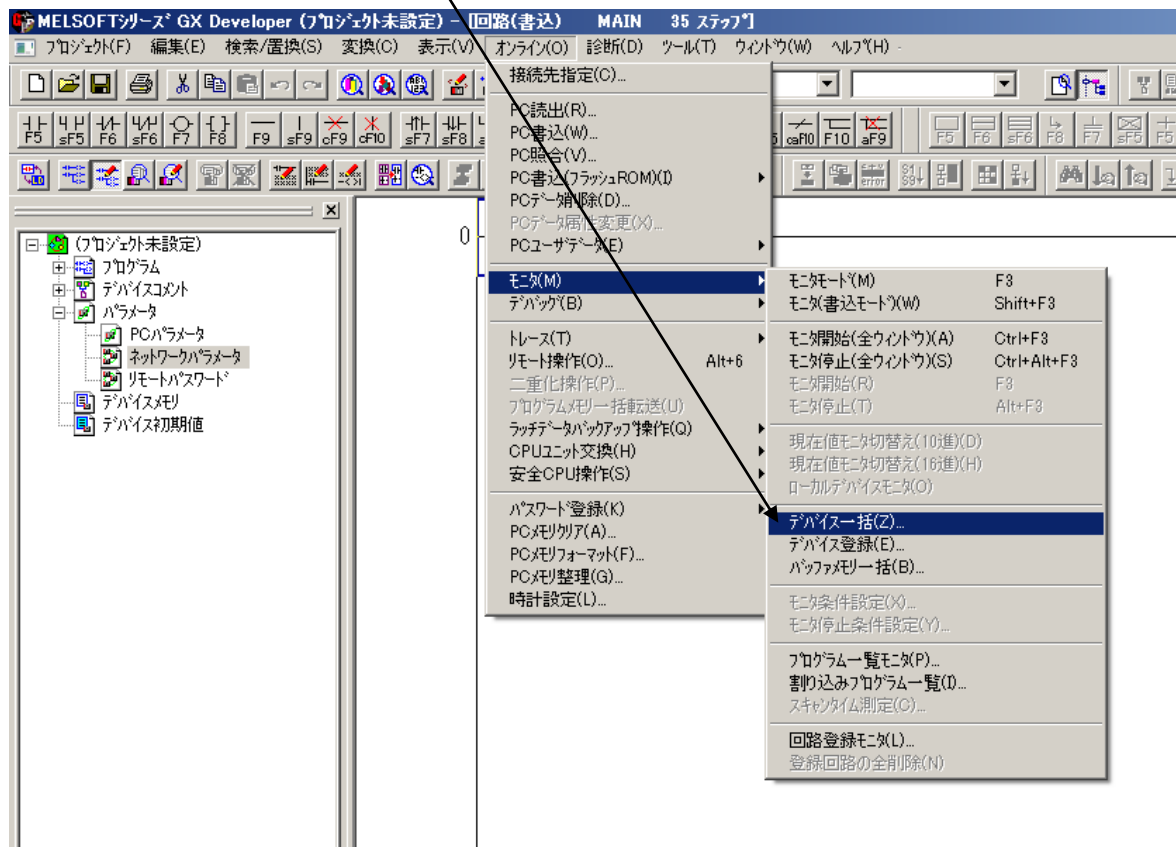 MELSOFTシリーズ GX Developer (プロジェクト未設定) - [回路(書込) MAIN 35 ステップ*]
プロジェクト(F) 編集(E) 検索/置換(S) 変換(C) 表示(V) オンライン(O) 診断(D) ツール(T) ウィンドウ(W) ヘルプ(H)
F5 sF5 F6 sF6 F7 F8 F9 sF9 cF9 cF10 sF7 sF8 caF10 F10 aF9 F5 F6 sF6 F8 F7 sF5 F5
error
(プロジェクト未設定)
プログラム
デバイスコメント
パラメータ
PCパラメータ
ネットワークパラメータ
リモートパスワード
デバイスメモリ
デバイス初期値
0
接続先指定(C)...
PC読出(R)...
PC書込(W)...
PC照合(V)...
PC書込(フラッシュROM)(I)
PCデータ削除(D)...
PCデータ属性変更(X)...
PCユーザデータ(E)
モニタ(M)
デバッグ(B)
トレース(T)
リモート操作(O)... Alt+6
二重化操作(P)...
プログラムメモリ一括転送(U)
ラッチデータバックアップ操作(Q)
CPUユニット交換(H)
安全CPU操作(S)
パスワード登録(K)
PCメモリクリア(A)...
PCメモリフォーマット(F)...
PCメモリ整理(G)...
時計設定(L)...
モニタモード(M) F3
モニタ(書込モード)(W) Shift+F3
モニタ開始(全ウィンドウ)(A) Ctrl+F3
モニタ停止(全ウィンドウ)(S) Ctrl+Alt+F3
モニタ開始(R) F3
モニタ停止(T) Alt+F3
現在値モニタ切替え(10進)(D)
現在値モニタ切替え(16進)(H)
ローカルデバイスモニタ(O)
デバイス一括(Z)...
デバイス登録(E)...
バッファメモリ一括(B)...
モニタ条件設定(X)...
モニタ停止条件設定(Y)...
プログラム一覧モニタ(P)...
割り込みプログラム一覧(I)...
スキャンタイム測定(C)...
回路登録モニタ(L)...
登録回路の全削除(N)